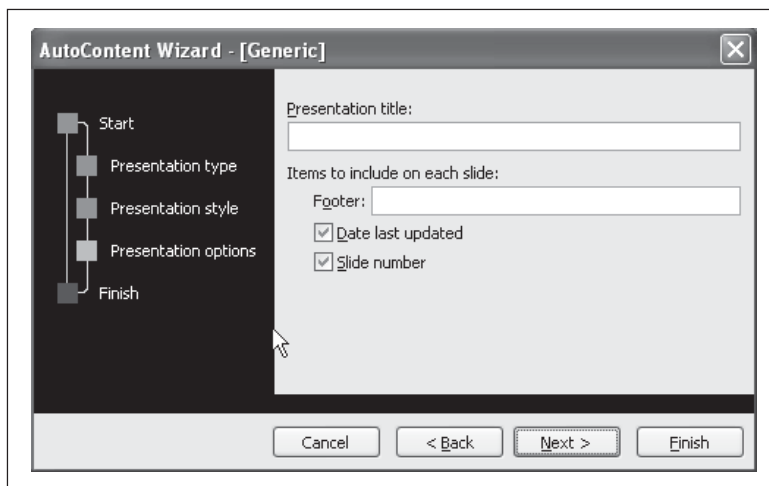 AutoContent Wizard - [Generic]
Start
Presentation type
Presentation style
Presentation options
Finish
Presentation title:
Items to include on each slide:
Footer:
Date last updated
Slide number
Cancel
< Back
Next >
Finish